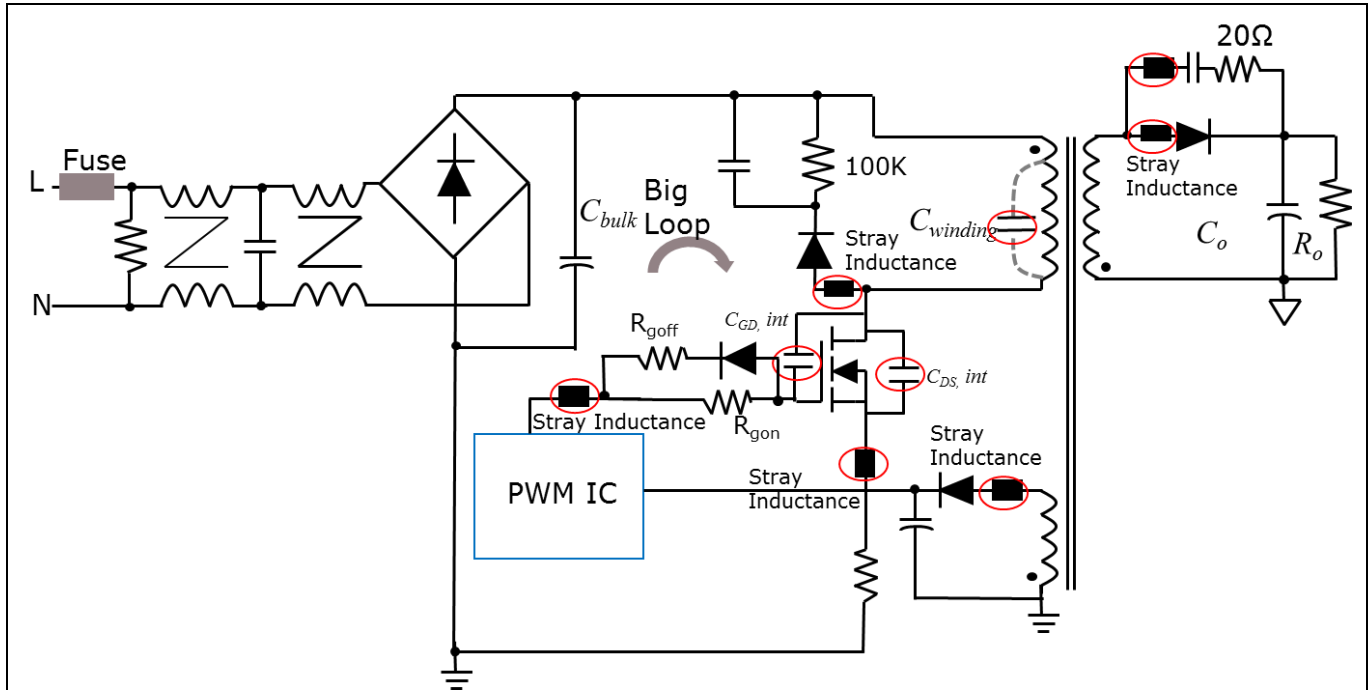 20Ω
Fuse
L
Stray
Inductance
100K
Big
Loop
C_bulk
C_winding
Stray
Inductance
C_o
R_o
N
R_goff
C_GD, int
C_DS, int
Stray Inductance
R_gon
Stray
Inductance
Stray
Inductance
PWM IC